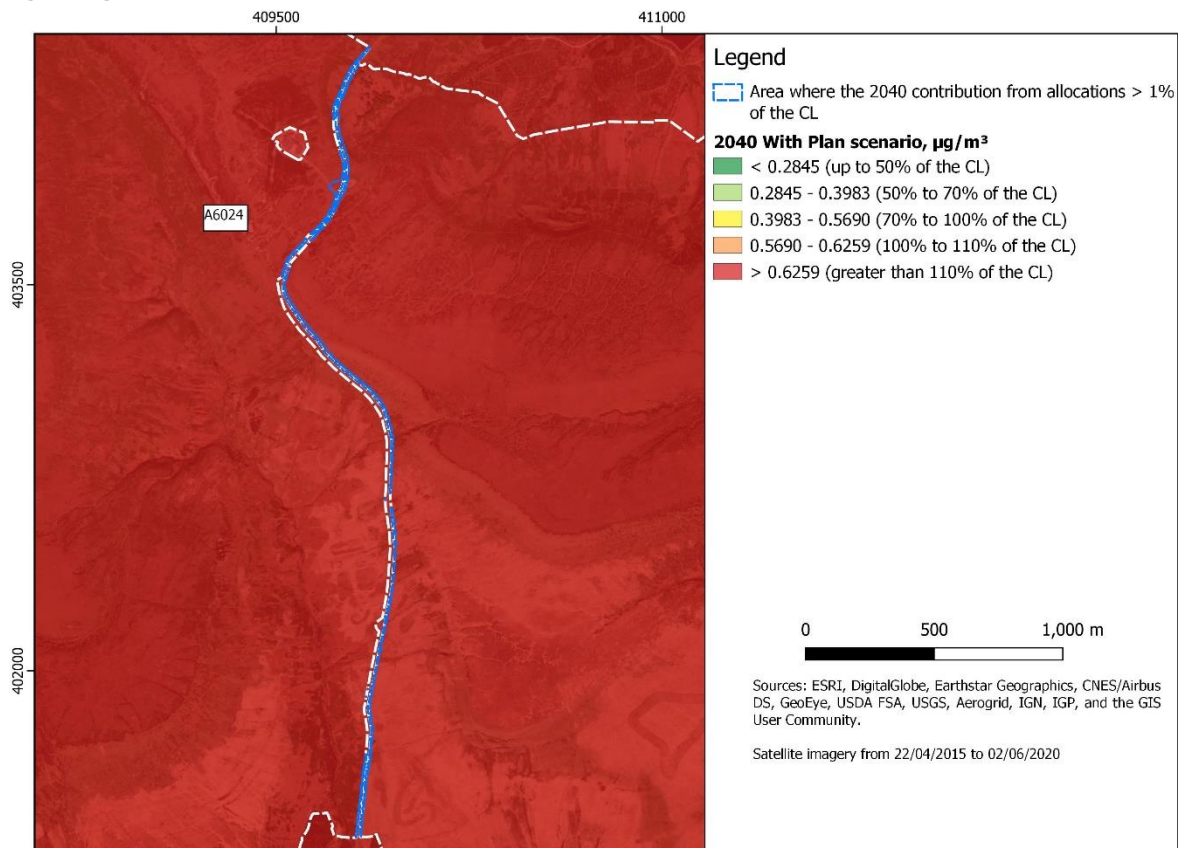 409500
411000
Legend
Area where the 2040 contribution from allocations > 1%
of the CL
2040 With Plan scenario, µg/m³
< 0.2845 (up to 50% of the CL)
0.2845 - 0.3983 (50% to 70% of the CL)
0.3983 - 0.5690 (70% to 100% of the CL)
0.5690 - 0.6259 (100% to 110% of the CL)
> 0.6259 (greater than 110% of the CL)
A6024
403500
402000
0 500 1,000 m
Sources: ESRI, DigitalGlobe, Earthstar Geographics, CNES/Airbus
DS, GeoEye, USDA FSA, USGS, Aerogrid, IGN, IGP, and the GIS
User Community.
Satellite imagery from 22/04/2015 to 02/06/2020